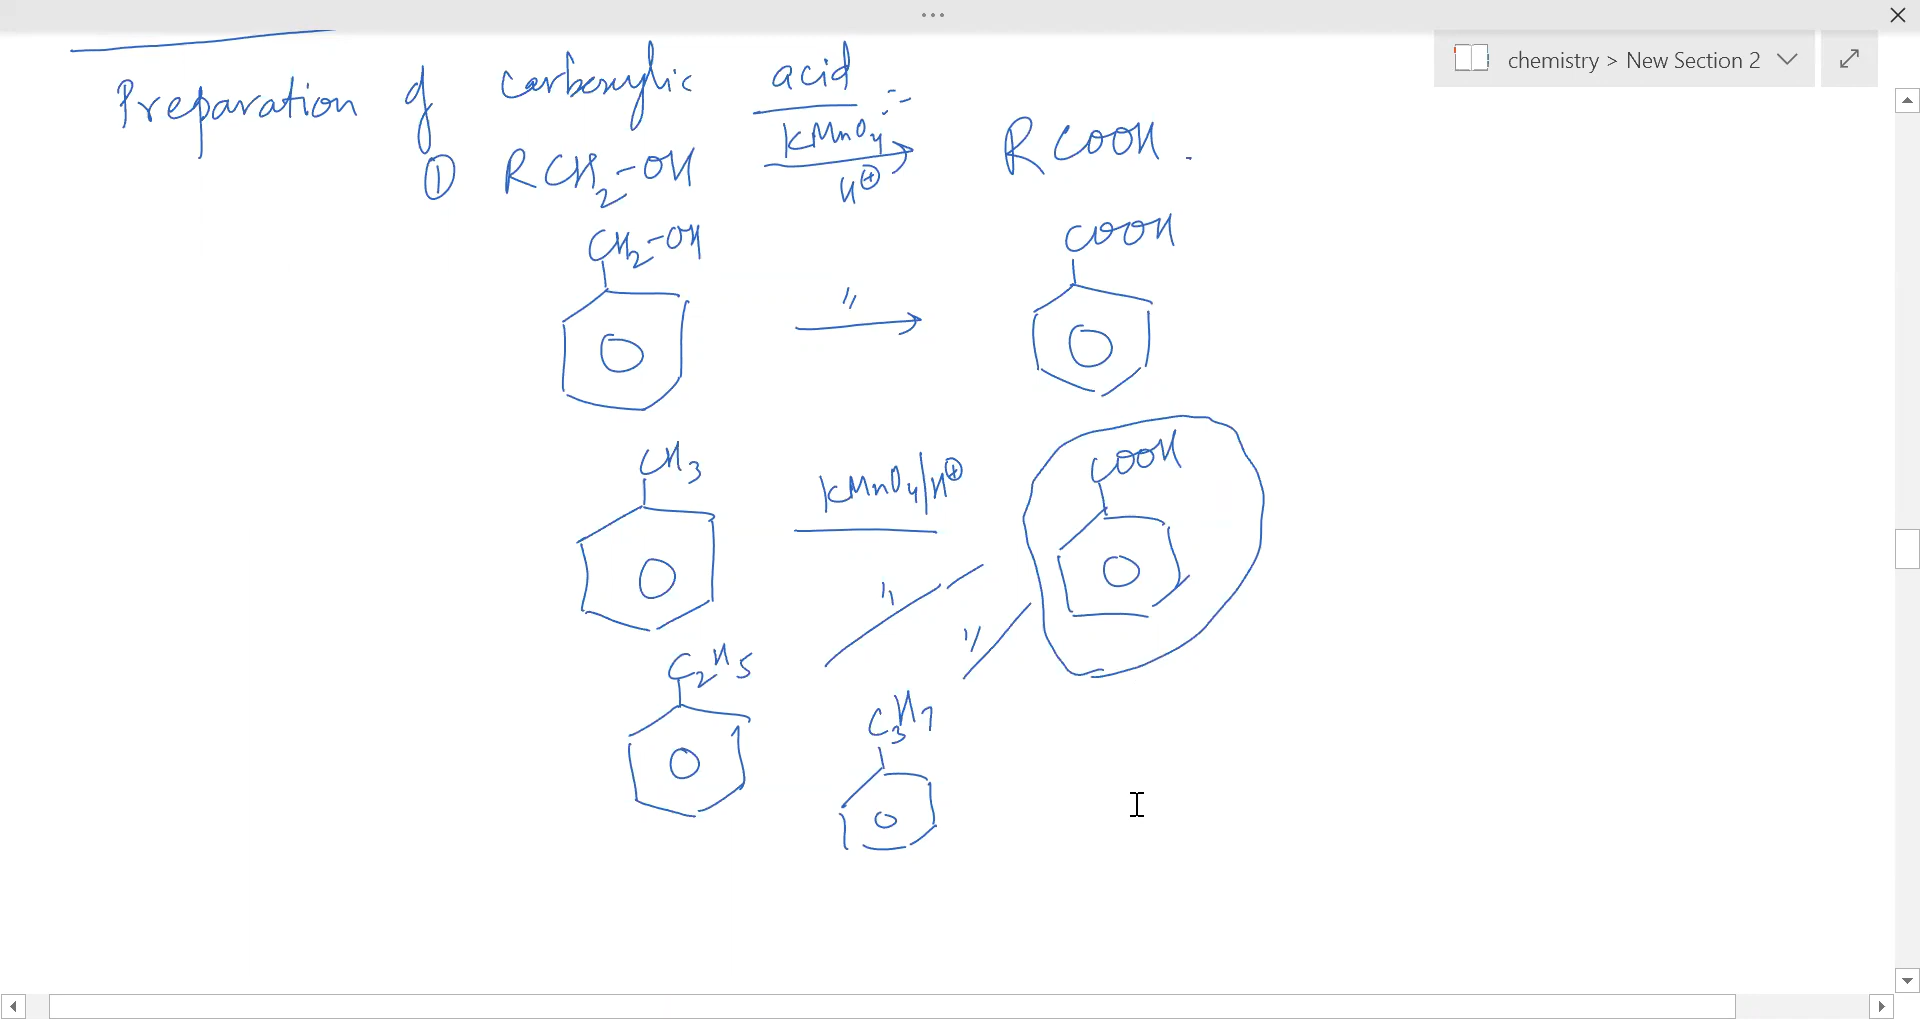 chemistry > New Section 2
Preparation of carboxylic acid :-
① RCH₂-OH KMnO₄ H⊕ RCOOH.
CH₂-OH " COOH
CH₃ KMnO₄/H⊕ COOH
" "
C₂H₅
C₃H₇